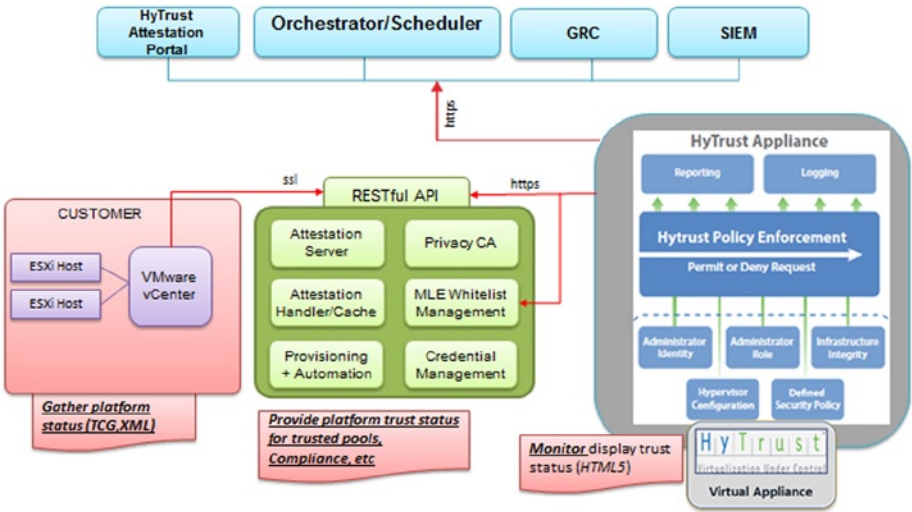 HyTrust
Attestation
Portal
Orchestrator/Scheduler
GRC
SIEM
https
HyTrust Appliance
Reporting
Logging
Hytrust Policy Enforcement
Permit or Deny Request
Administrator
Identity
Administrator
Role
Infrastructure
Integrity
Hypervisor
Configuration
Defined
Security Policy
HyTrust
Virtualization Under Control
Virtual Appliance
ssl
RESTful API
https
CUSTOMER
ESXi Host
ESXi Host
VMware
vCenter
Attestation
Server
Privacy CA
Attestation
Handler/Cache
MLE Whitelist
Management
Provisioning
+ Automation
Credential
Management
Gather platform
status (TCG,XML)
Provide platform trust status
for trusted pools,
Compliance, etc
Monitor display trust
status (HTML5)